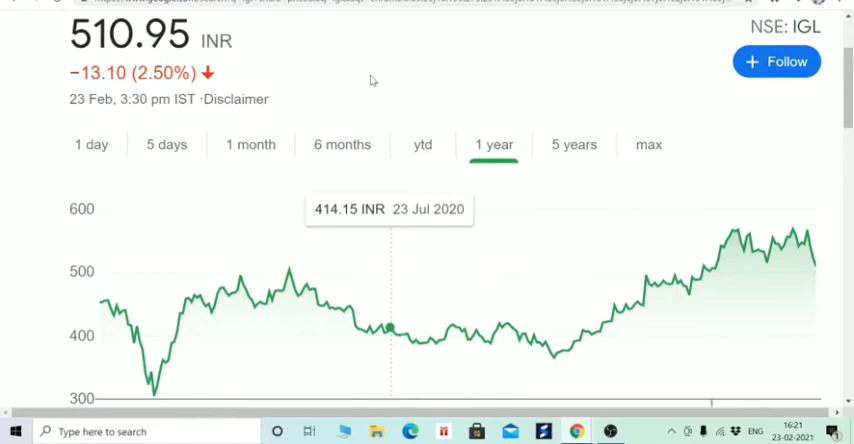 510.95 INR
NSE: IGL
−13.10 (2.50%)
+ Follow
23 Feb, 3:30 pm IST ·Disclaimer
1 day 5 days 1 month 6 months ytd 1 year 5 years max
414.15 INR 23 Jul 2020
600
500
400
300
Type here to search
ENG
16:21
23-02-2021